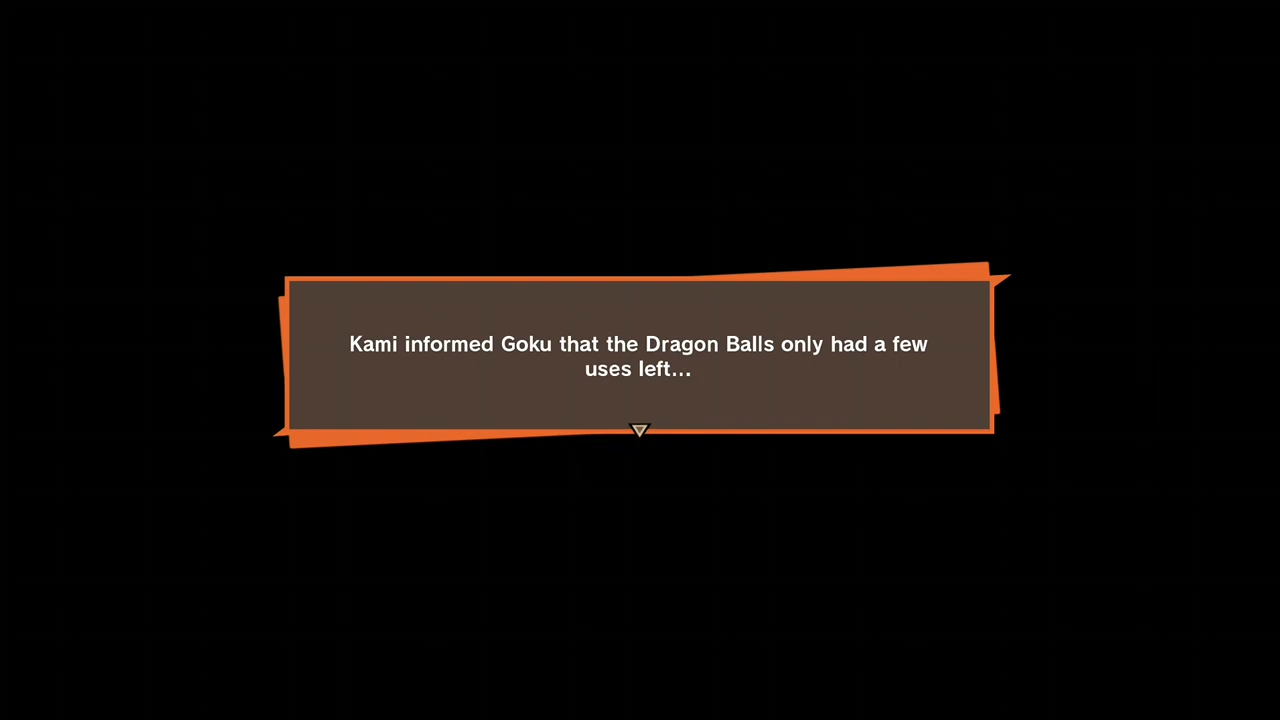 Kami informed Goku that the Dragon Balls only had a few
uses left...